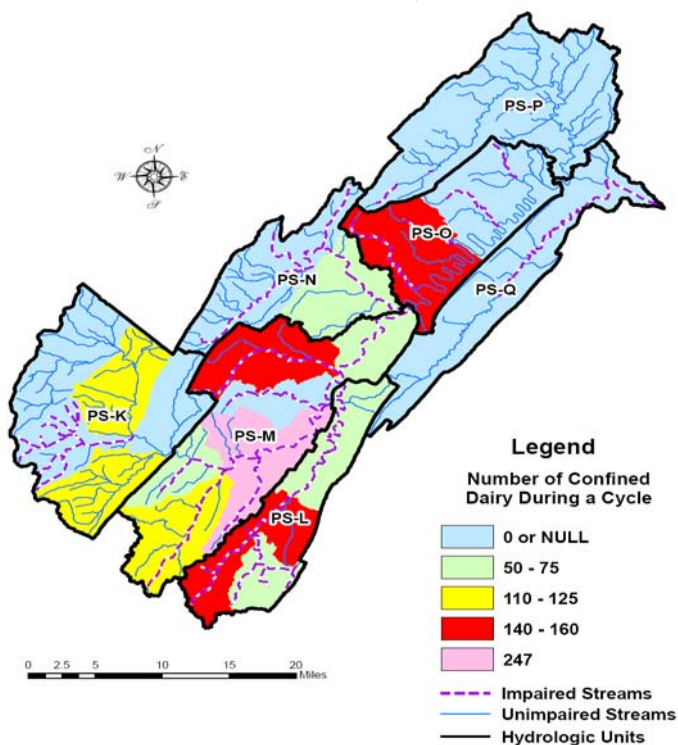 PS-P
N
W
E
S
PS-O
PS-N
PS-Q
PS-K
PS-M
PS-L
Legend
Number of Confined
Dairy During a Cycle
0 or NULL
50 - 75
110 - 125
140 - 160
247
Impaired Streams
Unimpaired Streams
Hydrologic Units
0 2.5 5 10 15 20
Miles